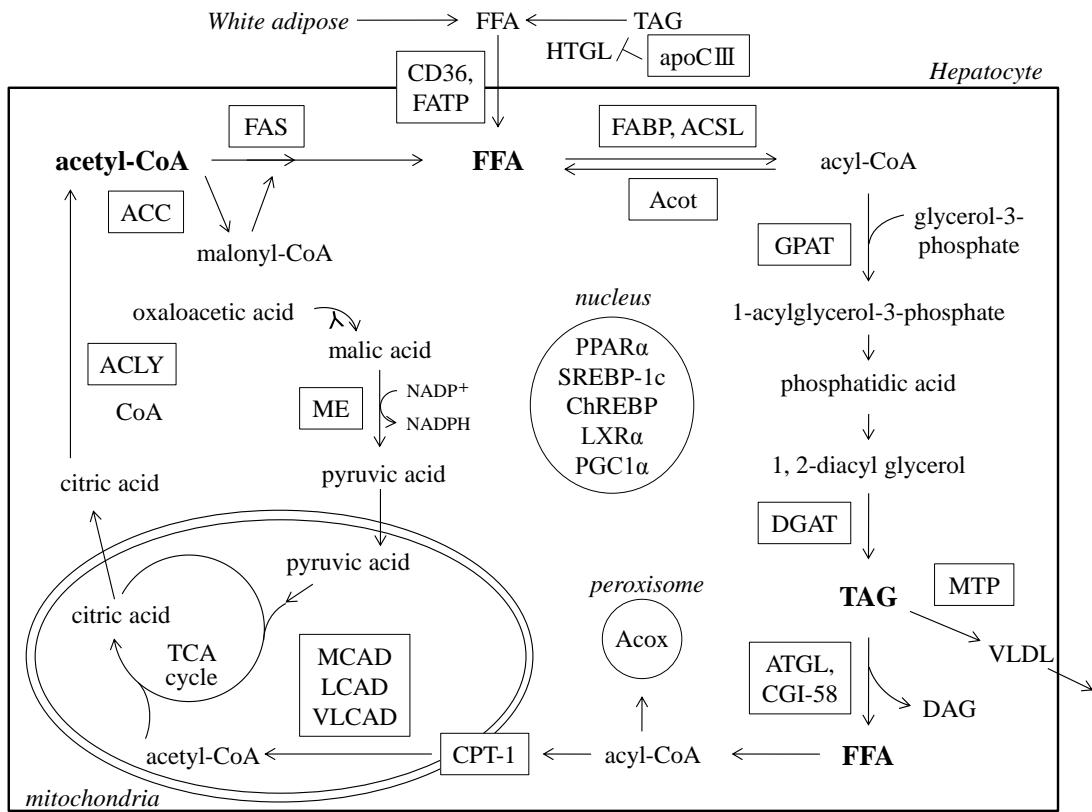 White adipose
FFA
TAG
HTGL
apoCⅢ
Hepatocyte
CD36,
FATP
FAS
FABP, ACSL
acetyl-CoA
FFA
acyl-CoA
ACC
Acot
malonyl-CoA
GPAT
glycerol-3-
phosphate
oxaloacetic acid
nucleus
1-acylglycerol-3-phosphate
malic acid
PPARα
SREBP-1c
ChREBP
LXRα
PGC1α
ACLY
CoA
ME
NADP⁺
NADPH
phosphatidic acid
pyruvic acid
citric acid
1, 2-diacyl glycerol
DGAT
pyruvic acid
peroxisome
citric acid
Acox
TAG
MTP
TCA
cycle
MCAD
LCAD
VLCAD
VLDL
ATGL,
CGI-58
DAG
acetyl-CoA
CPT-1
acyl-CoA
FFA
mitochondria